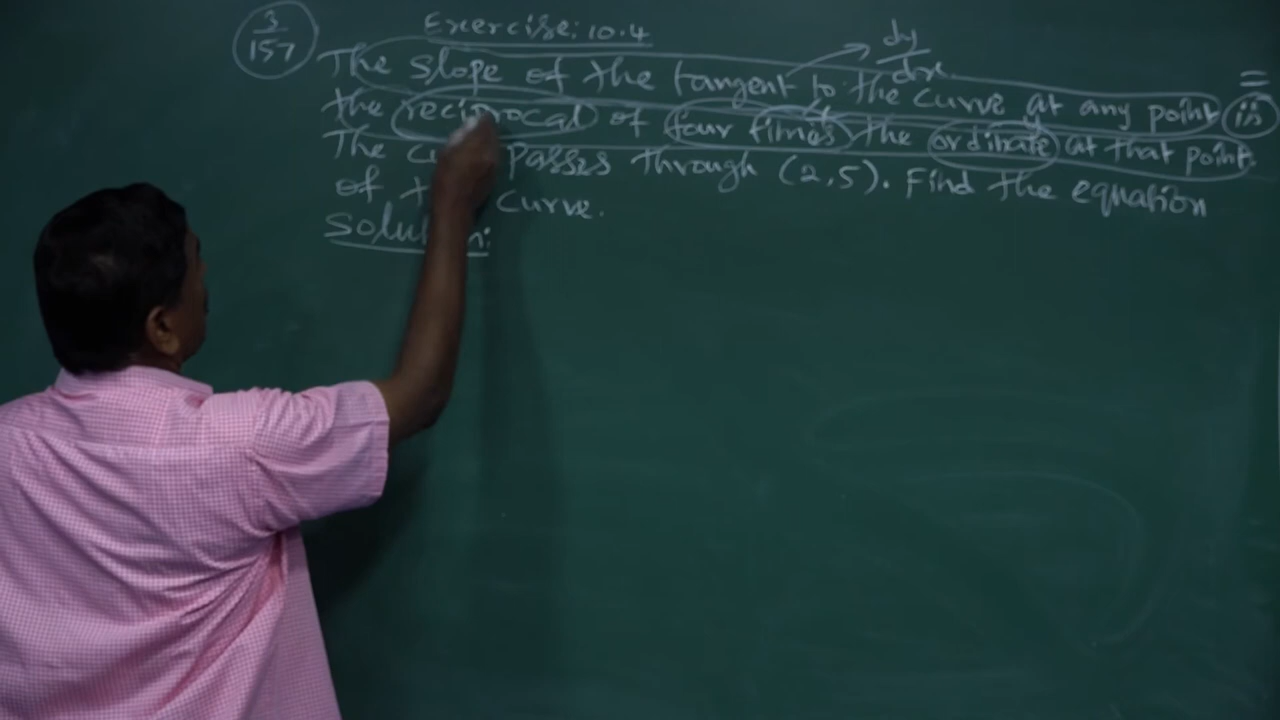 3/157
Exercise: 10.4
dy/dx
The slope of the tangent to the curve at any point is =
the reciprocal of four times the ordinate at that point.
The passes through (2,5). Find the equation
of curve.